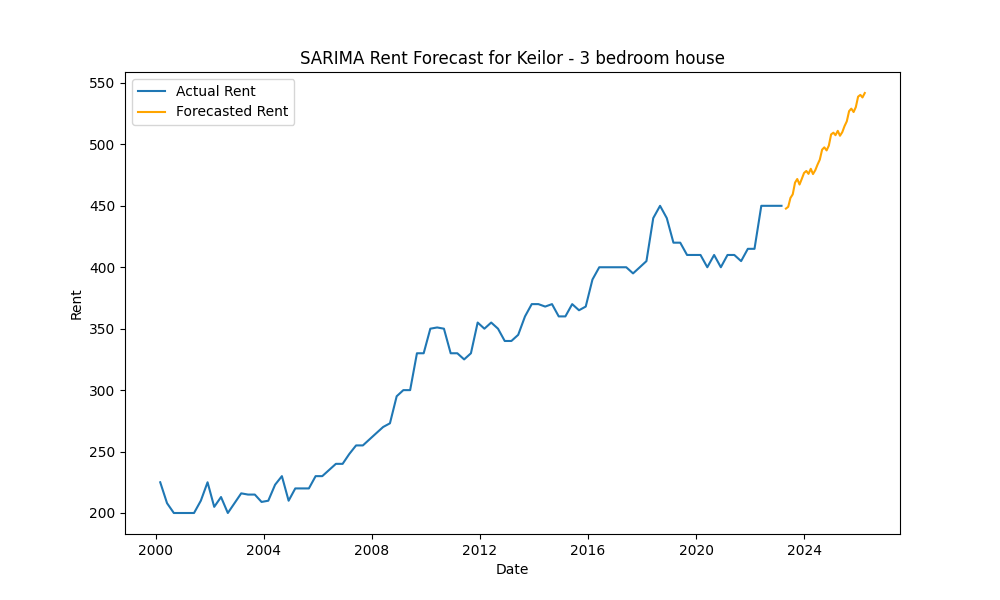 SARIMA Rent Forecast for Keilor - 3 bedroom house
Actual Rent
Forecasted Rent
550
500
450
400
350
300
250
200
Rent
2000 2004 2008 2012 2016 2020 2024
Date